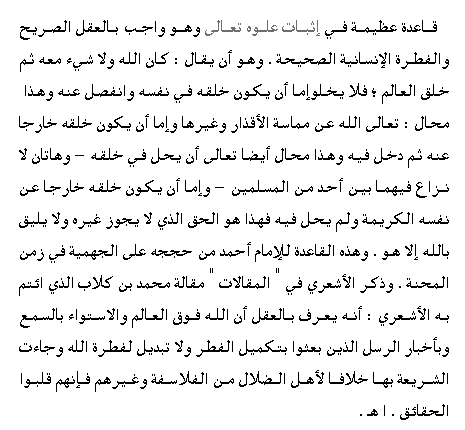 قاعدة عظيمة في إثبات علوه تعالى وهو واجب بالعقل الصريح
والفطرة الإنسانية الصحيحة . وهو أن يقال : كان الله ولا شيء معه ثم
خلق العالم ؛ فلا يخلوإما أن يكون خلقه في نفسه وانفصل عنه وهذا
محال : تعالى الله عن مماسة الأقذار وغيرها وإما أن يكون خلقه خارجا
عنه ثم دخل فيه وهذا محال أيضا تعالى أن يحل في خلقه – وهاتان لا
نزاع فيهما بين أحد من المسلمين – وإما أن يكون خلقه خارجا عن
نفسه الكريمة ولم يحل فيه فهذا هو الحق الذي لا يجوز غيره ولا يليق
بالله إلا هو . وهذه القاعدة للإمام أحمد من حججه على الجهمية في زمن
المحنة . وذكر الأشعري في " المقالات " مقالة محمد بن كلاب الذي ائتم
به الأشعري : أنه يعرف بالعقل أن الله فوق العالم والاستواء بالسمع
وبأخبار الرسل الذين بعثوا بتكميل الفطر ولا تبديل لفطرة الله وجاءت
الشريعة بها خلافا لأهل الضلال من الفلاسفة وغيرهم فإنهم قلبوا
الحقائق . ا هـ .